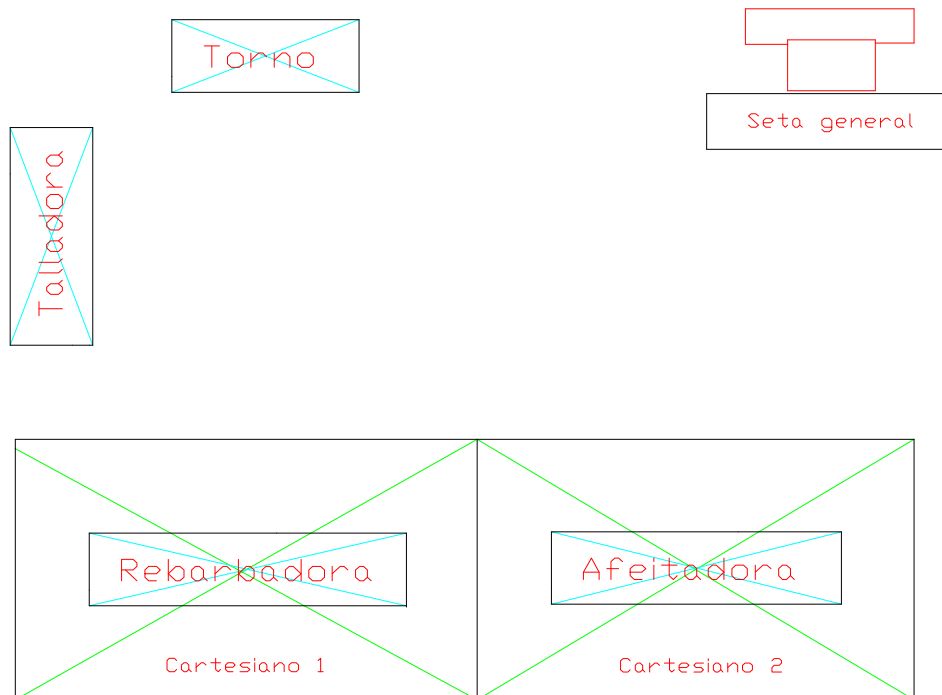 Torno
Seta general
Talladora
Rebarbadora
Afeitadora
Cartesiano 1
Cartesiano 2